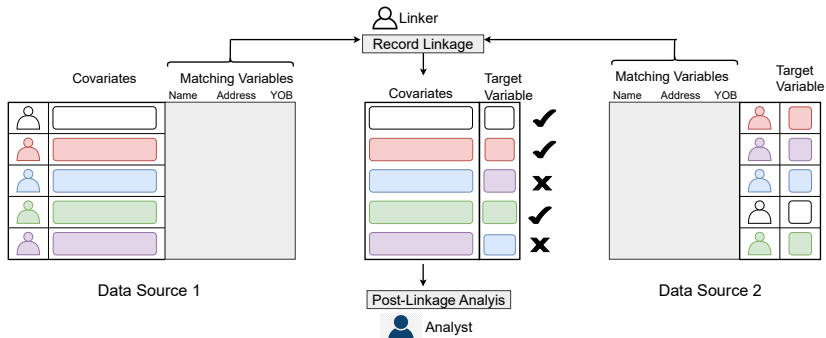 Linker
Record Linkage
Covariates
Matching Variables
Name Address YOB
Covariates
Target
Variable
Matching Variables
Name Address YOB
Target
Variable
Data Source 1
Post-Linkage Analyis
Analyst
Data Source 2